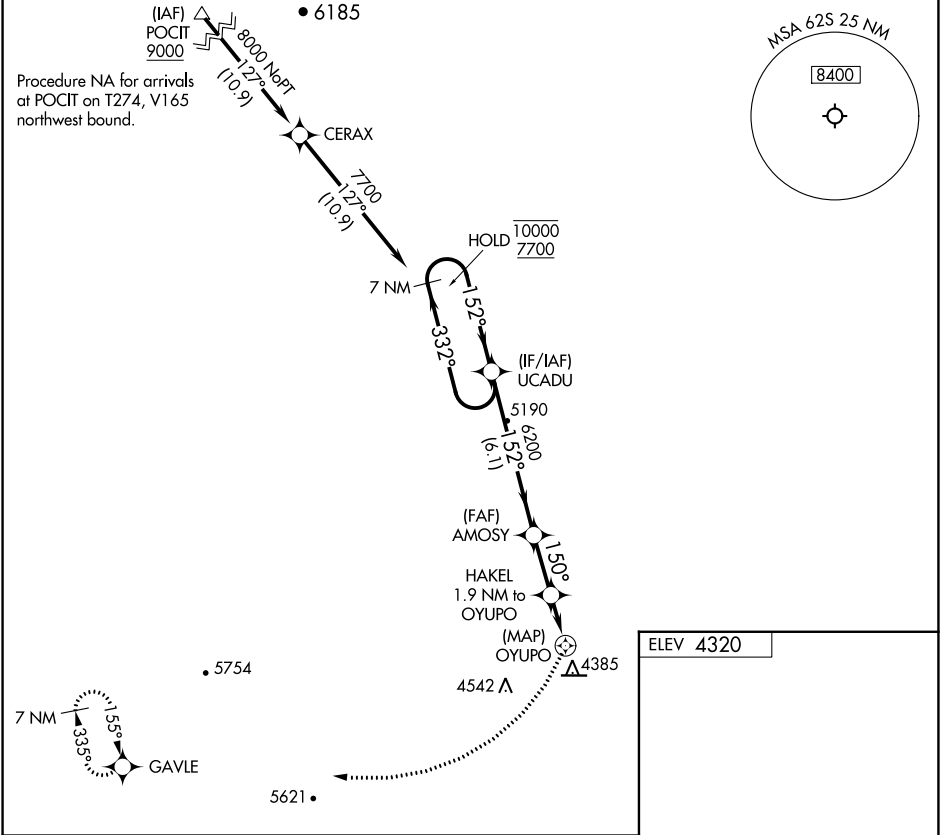 (IAF)
POCIT
9000
6185
8000 NoPT
127°
(10.9)
Procedure NA for arrivals
at POCIT on T274, V165
northwest bound.
MSA 62S 25 NM
8400
CERAX
7700
127°
(10.9)
HOLD
10000
7700
7 NM
152°
332°
(IF/IAF)
UCADU
5190
6200
152°
(6.1)
(FAF)
AMOSY
150°
HAKEL
1.9 NM to
OYUPO
(MAP)
OYUPO
4385
4542
5754
7 NM
155°
335°
GAVLE
5621
ELEV 4320